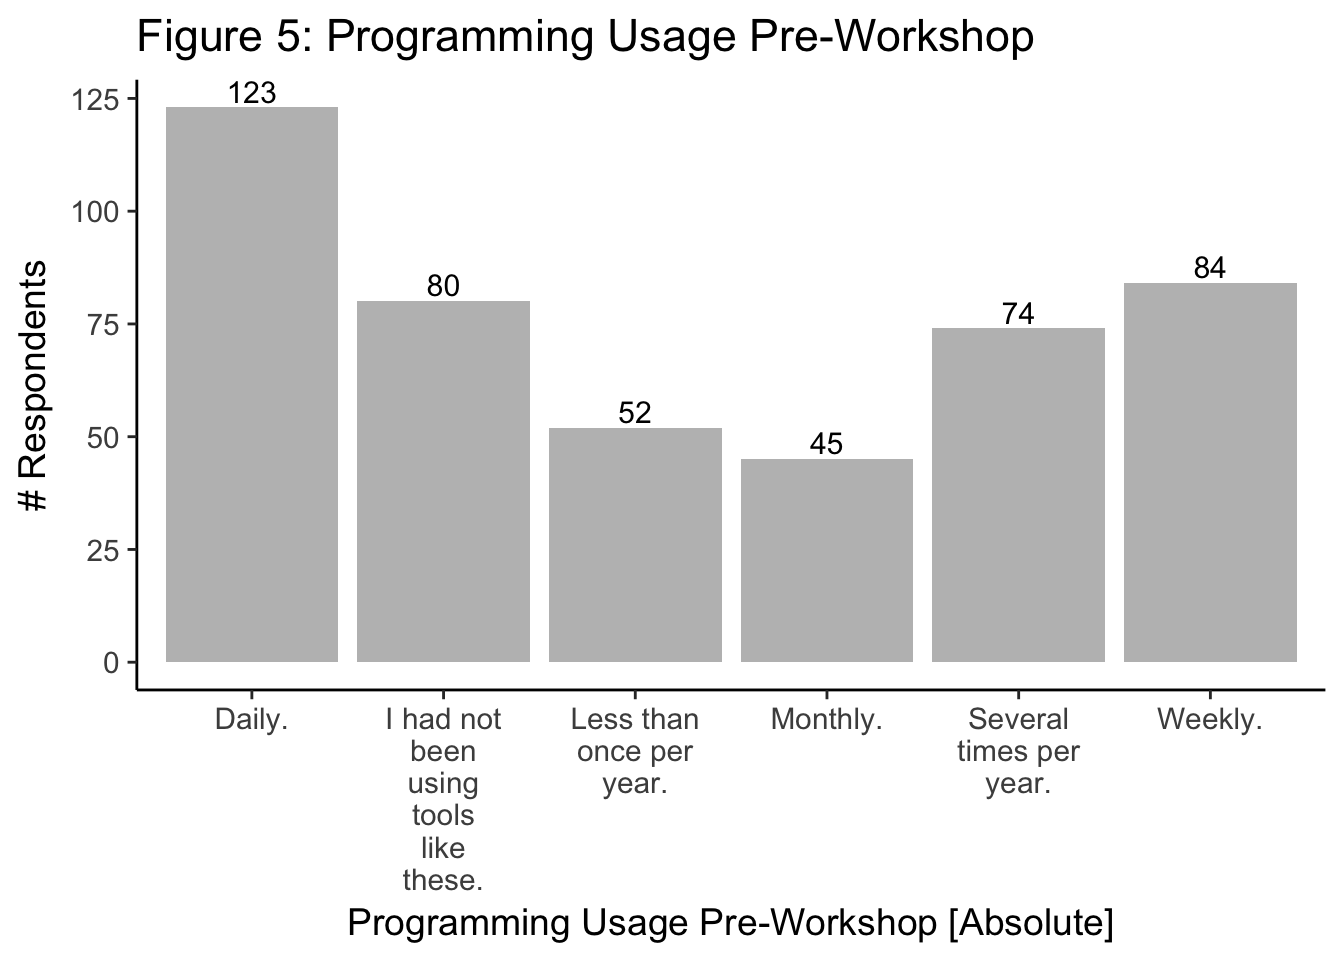 Figure 5: Programming Usage Pre-Workshop
# Respondents
125
100
75
50
25
0
123
80
52
45
74
84
Daily.
I had not
been
using
tools
like
these.
Less than
once per
year.
Monthly.
Several
times per
year.
Weekly.
Programming Usage Pre-Workshop [Absolute]